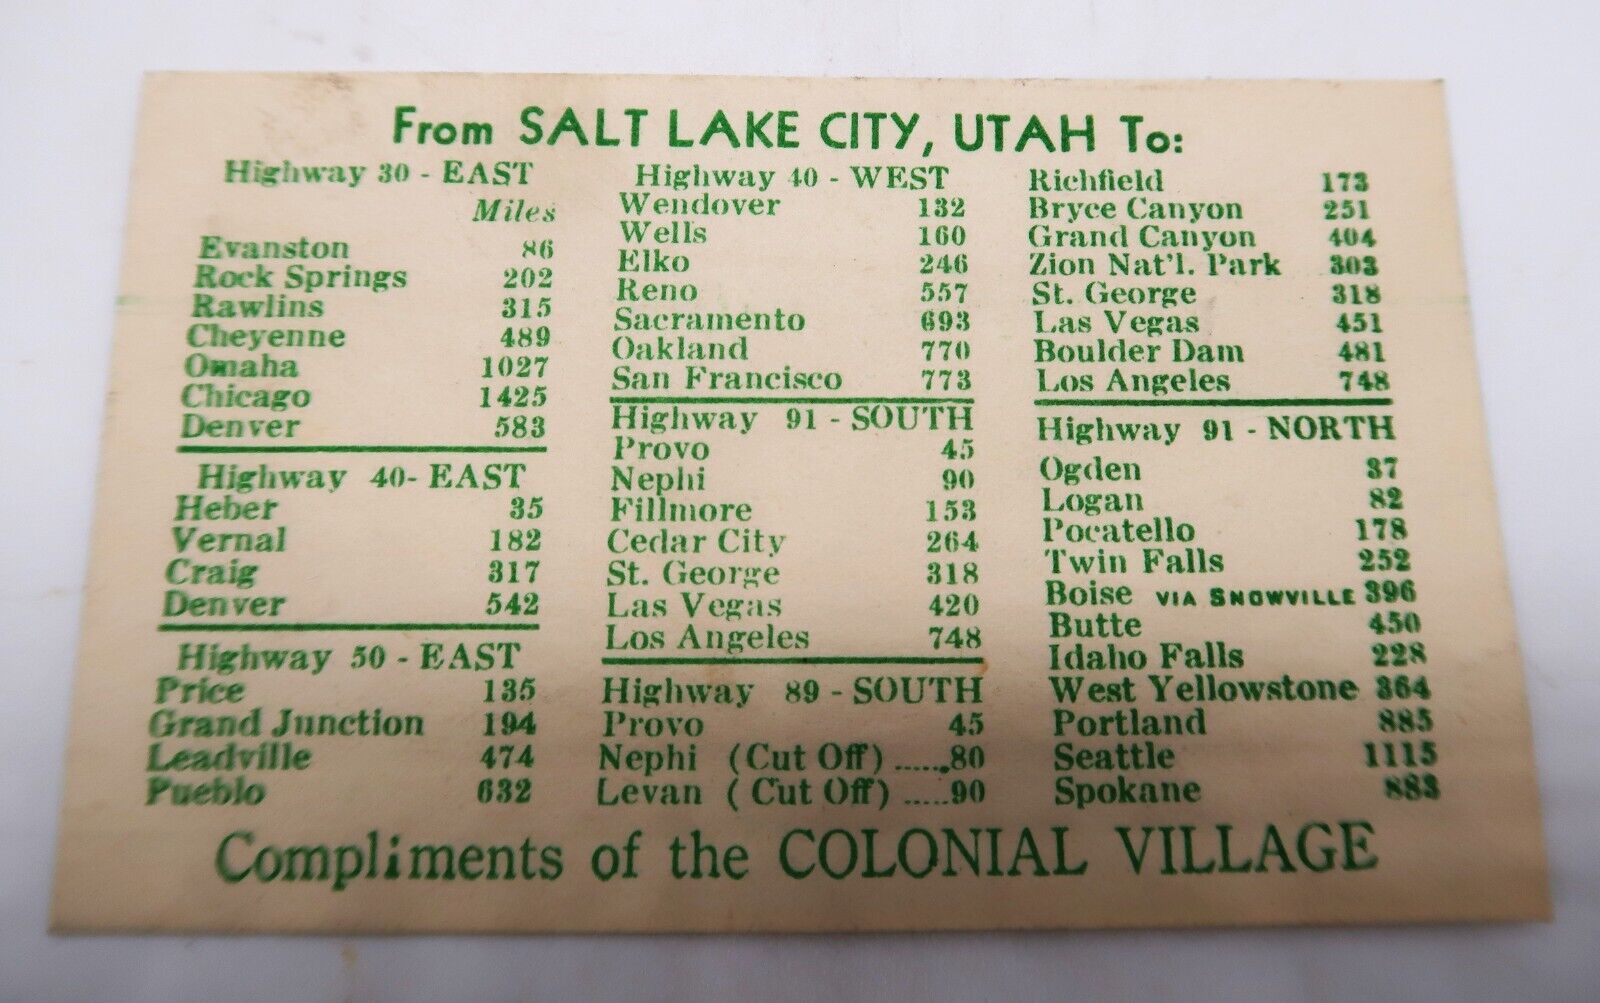 From SALT LAKE CITY, UTAH To:
Highway 30 - EAST
Miles
Evanston 86
Rock Springs 202
Rawlins 315
Cheyenne 489
Omaha 1027
Chicago 1425
Denver 583
Highway 40- EAST
Heber 35
Vernal 182
Craig 317
Denver 542
Highway 50 - EAST
Price 135
Grand Junction 194
Leadville 474
Pueblo 632
Highway 40 - WEST
Wendover 132
Wells 160
Elko 246
Reno 557
Sacramento 693
Oakland 770
San Francisco 773
Highway 91 - SOUTH
Provo 45
Nephi 90
Fillmore 153
Cedar City 264
St. George 318
Las Vegas 420
Los Angeles 748
Highway 89 - SOUTH
Provo 45
Nephi (Cut Off) ......80
Levan (Cut Off) .....90
Richfield 173
Bryce Canyon 251
Grand Canyon 404
Zion Nat'l. Park 303
St. George 318
Las Vegas 451
Boulder Dam 481
Los Angeles 748
Highway 91 - NORTH
Ogden 37
Logan 82
Pocatello 178
Twin Falls 252
Boise VIA SNOWVILLE 396
Butte 450
Idaho Falls 228
West Yellowstone 364
Portland 885
Seattle 1115
Spokane 883
Compliments of the COLONIAL VILLAGE